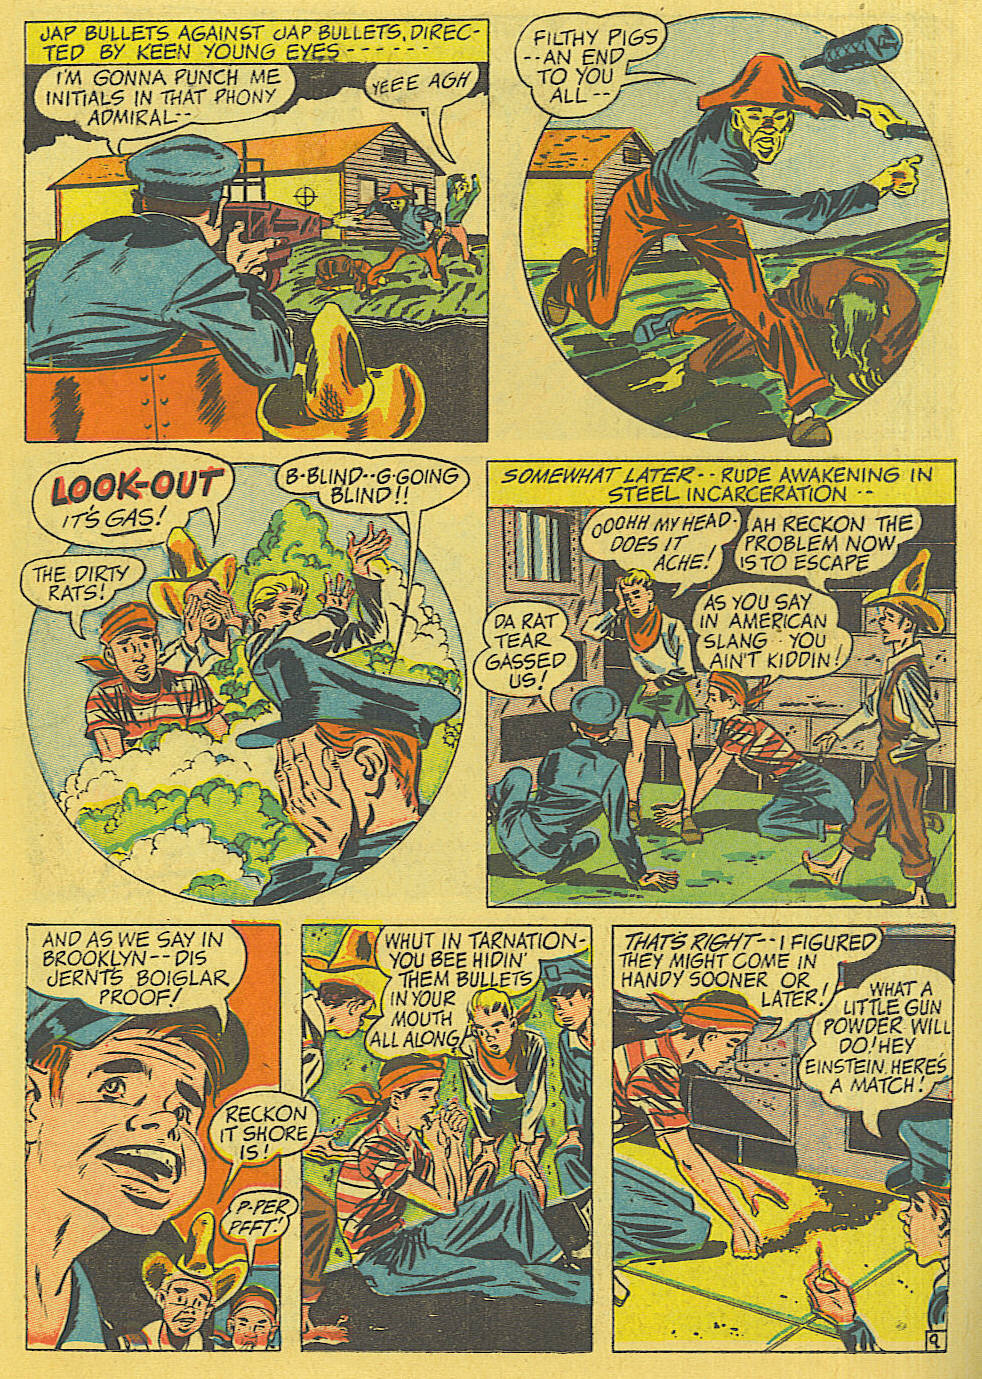 JAP BULLETS AGAINST JAP BULLETS, DIREC-
TED BY KEEN YOUNG EYES------
I'M GONNA PUNCH ME
INITIALS IN THAT PHONY
ADMIRAL--
YEEE AGH
FILTHY PIGS
--AN END
TO YOU
ALL--
LOOK-OUT
IT'S GAS!
THE DIRTY
RATS!
B-BLIND--G-GOING
BLIND!!
SOMEWHAT LATER-- RUDE AWAKENING IN
STEEL INCARCERATION--
OOOHH MY HEAD-
DOES IT
ACHE!
AH RECKON THE
PROBLEM NOW
IS TO ESCAPE
DA RAT
TEAR
GASSED
US!
AS YOU SAY
IN AMERICAN
SLANG--YOU
AIN'T KIDDIN!
AND AS WE SAY IN
BROOKLYN--DIS
JERNT'S BOIGLAR
PROOF!
RECKON
IT SHORE
IS!
P-PER
PFFT!
WHUT IN TARNATION-
YOU BEE HIDIN'
THEM BULLETS
IN YOUR
MOUTH
ALL ALONG
THAT'S RIGHT--I FIGURED
THEY MIGHT COME IN
HANDY SOONER OR
LATER!
WHAT A
LITTLE GUN
POWDER WILL
DO! HEY
EINSTEIN HERE'S
A MATCH!
9